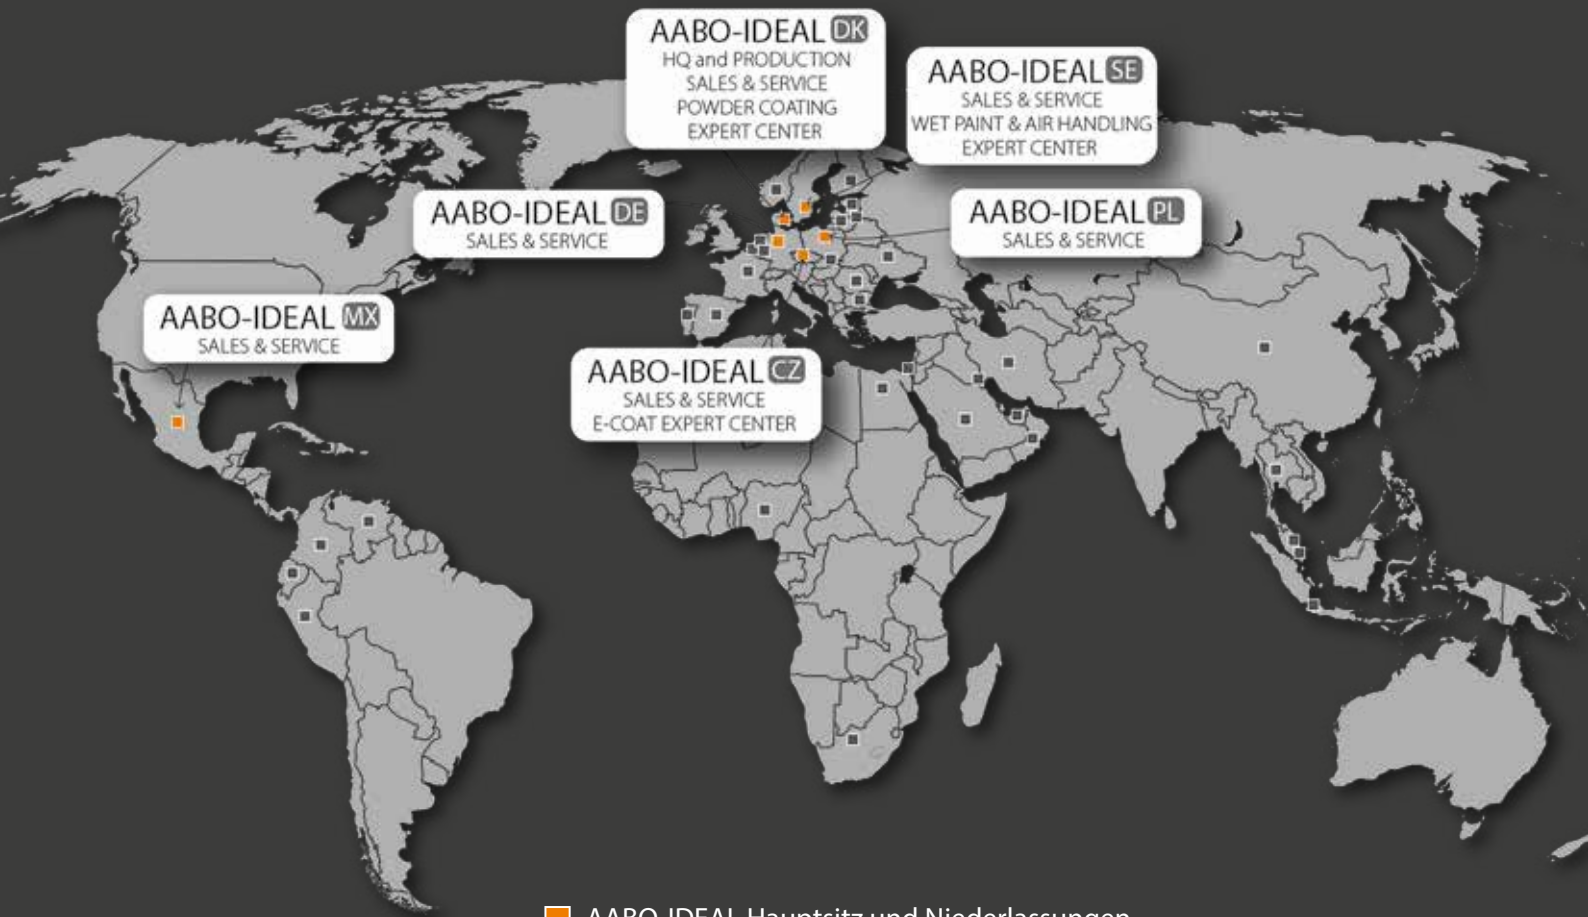 AABO-IDEAL DK
HQ and PRODUCTION
SALES & SERVICE
POWDER COATING
EXPERT CENTER
AABO-IDEAL SE
SALES & SERVICE
WET PAINT & AIR HANDLING
EXPERT CENTER
AABO-IDEAL DE
SALES & SERVICE
AABO-IDEAL PL
SALES & SERVICE
AABO-IDEAL MX
SALES & SERVICE
AABO-IDEAL CZ
SALES & SERVICE
E-COAT EXPERT CENTER
AABO-IDEAL Hauptsitz und Niederlassungen